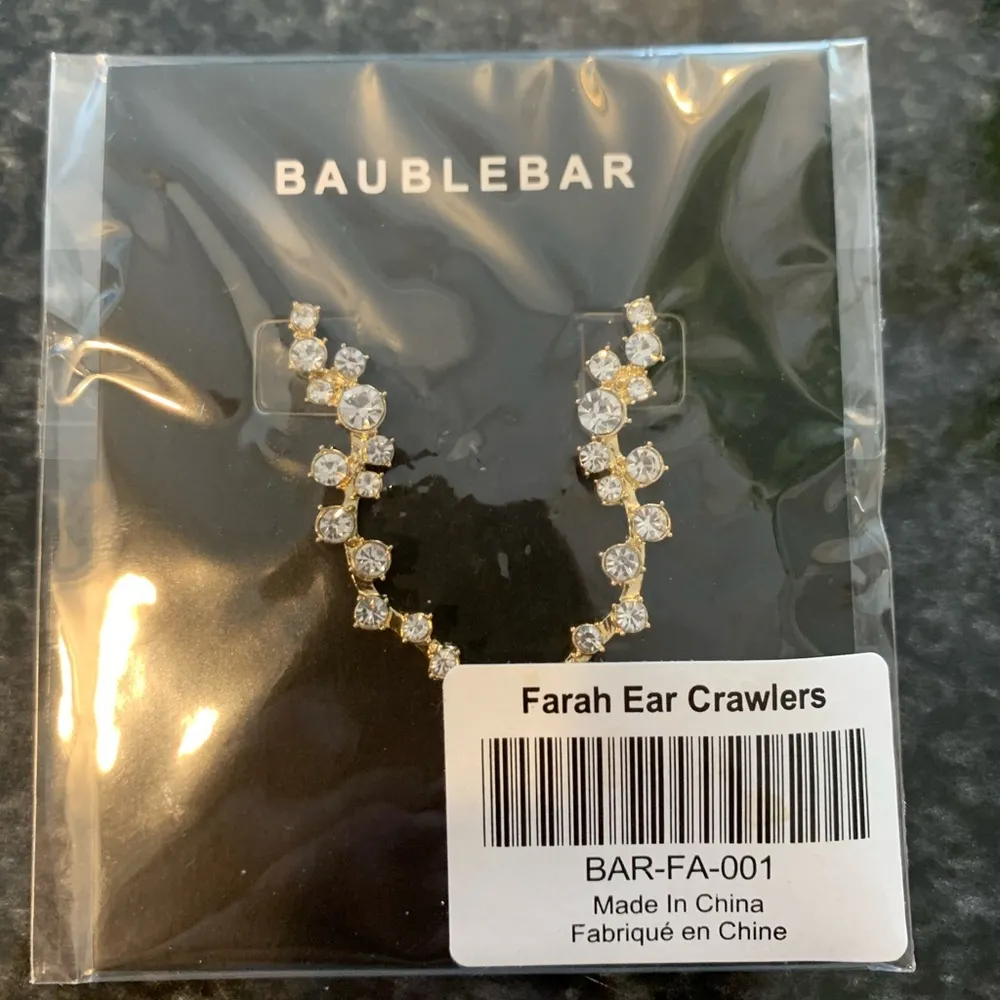 BAUBLEBAR
Farah Ear Crawlers
BAR-FA-001
Made In China
Fabriqué en Chine